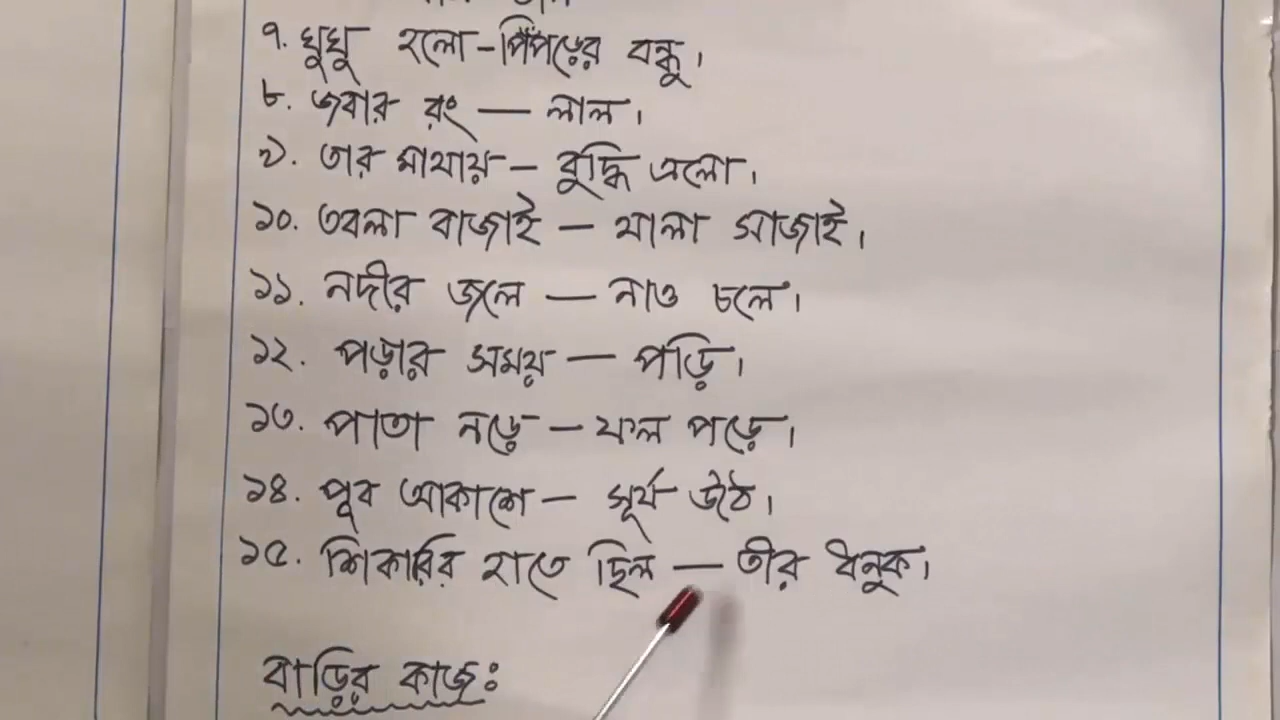 ৭. ঘুঘু হলো-পিঁপড়ের বন্ধু।
৮. জবার রং — লাল।
৯. তার মাথায় – বুদ্ধি এলো।
১০. তবলা বাজাই – থালা সাজাই।
১১. নদীর জলে — নাও চলে।
১২. পড়ার সময় — পড়ি।
১৩. পাতা নড়ে – ফল পড়ে।
১৪. পূব আকাশে – সূর্য উঠে।
১৫. শিকারির হাতে ছিল — তীর ধনুক।
বাড়ির কাজঃ